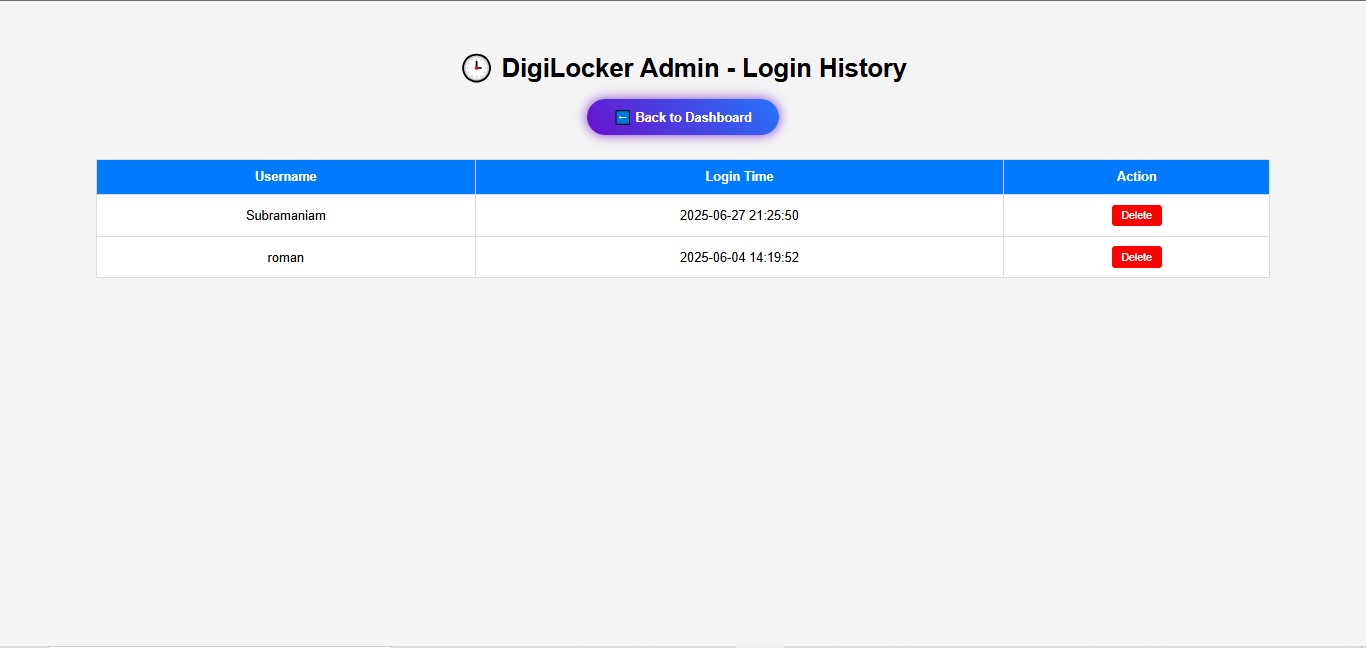 DigiLocker Admin - Login History
← Back to Dashboard
Username Login Time Action
Subramaniam 2025-06-27 21:25:50 Delete
roman 2025-06-04 14:19:52 Delete